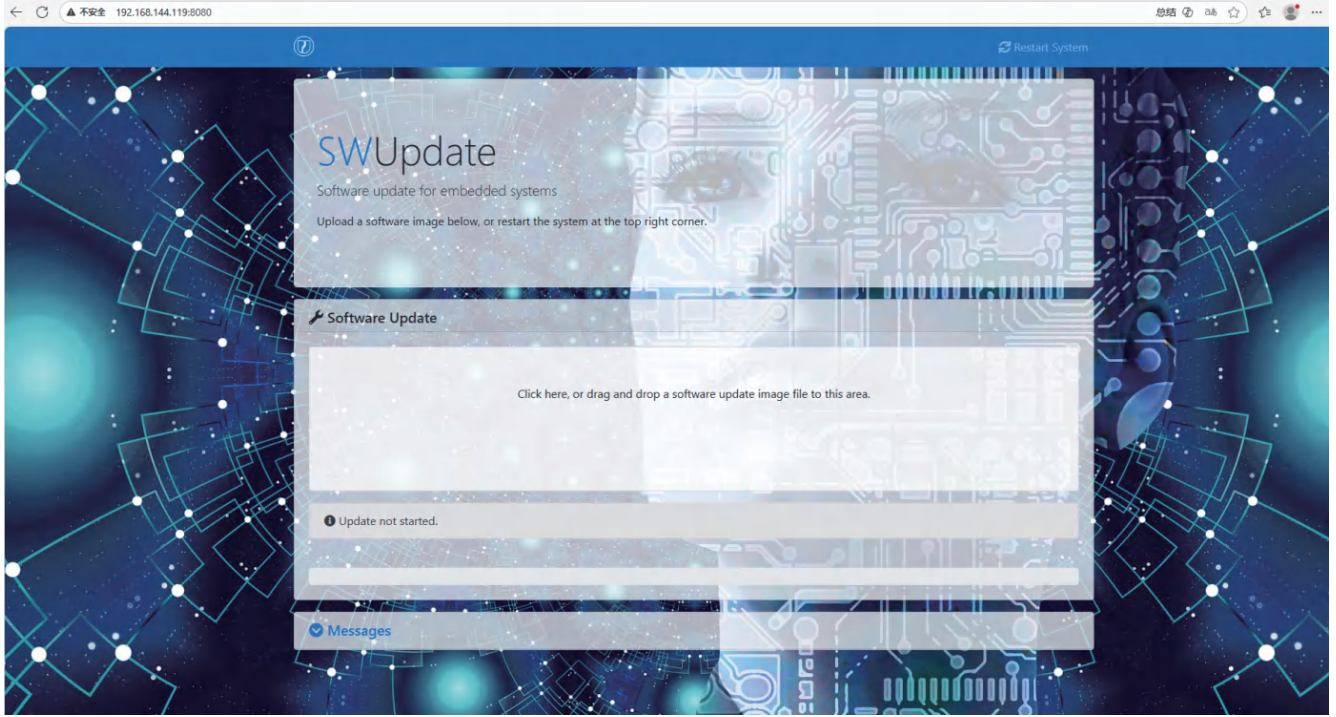 不安全 192.168.144.119:8080 总结 aあ
Restart System
SWUpdate
Software update for embedded systems
Upload a software image below, or restart the system at the top right corner.
Software Update
Click here, or drag and drop a software update image file to this area.
Update not started.
Messages